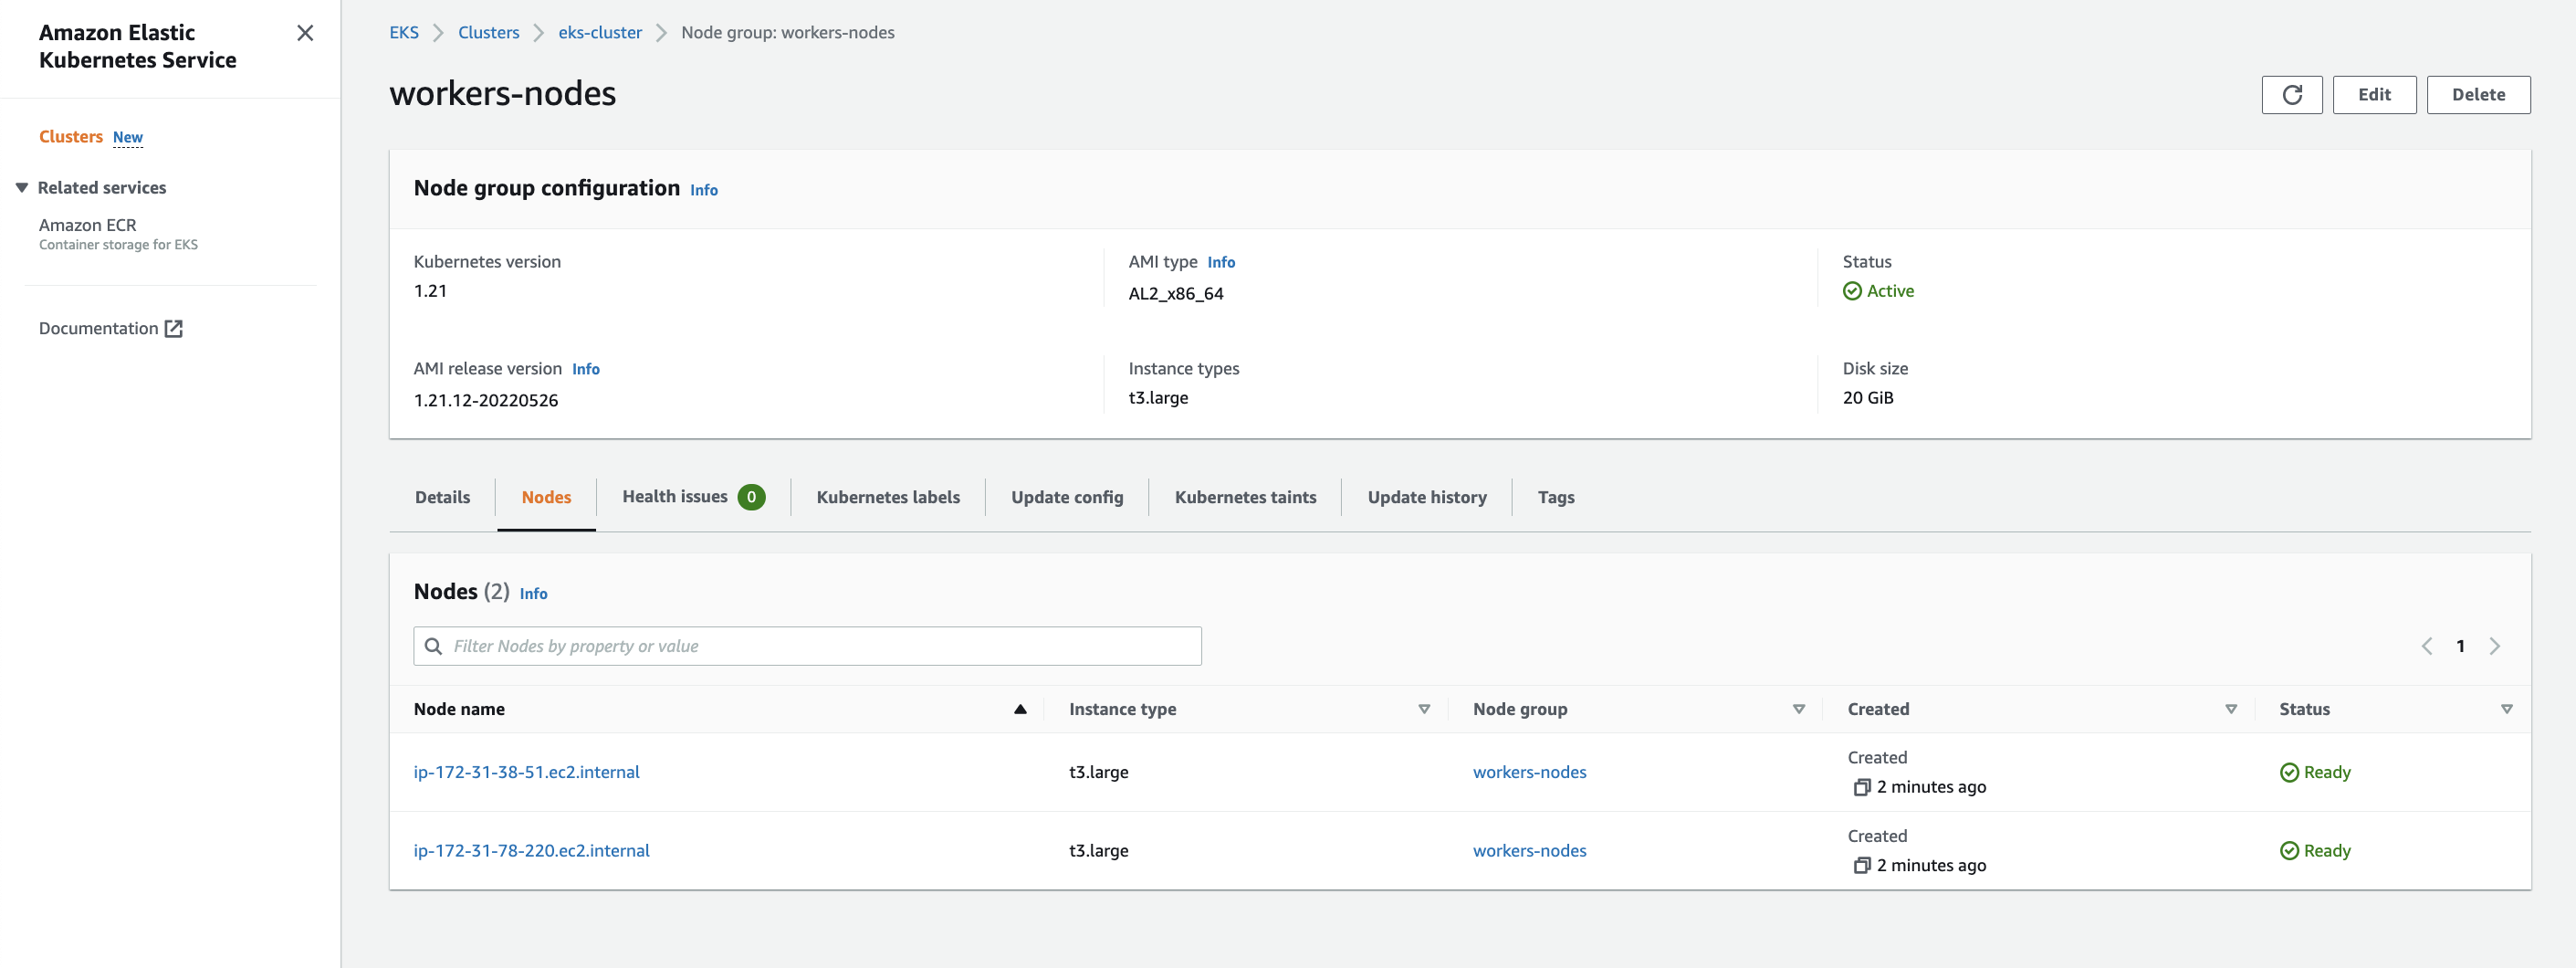 Amazon Elastic
Kubernetes Service
Clusters New
Related services
Amazon ECR
Container storage for EKS
Documentation
EKS Clusters eks-cluster Node group: workers-nodes
workers-nodes
Edit Delete
Node group configuration Info
Kubernetes version
1.21
AMI type Info
AL2_x86_64
Status
Active
AMI release version Info
1.21.12-20220526
Instance types
t3.large
Disk size
20 GiB
Details Nodes Health issues 0 Kubernetes labels Update config Kubernetes taints Update history Tags
Nodes (2) Info
Filter Nodes by property or value
1
Node name Instance type Node group Created Status
ip-172-31-38-51.ec2.internal t3.large workers-nodes Created
2 minutes ago Ready
ip-172-31-78-220.ec2.internal t3.large workers-nodes Created
2 minutes ago Ready